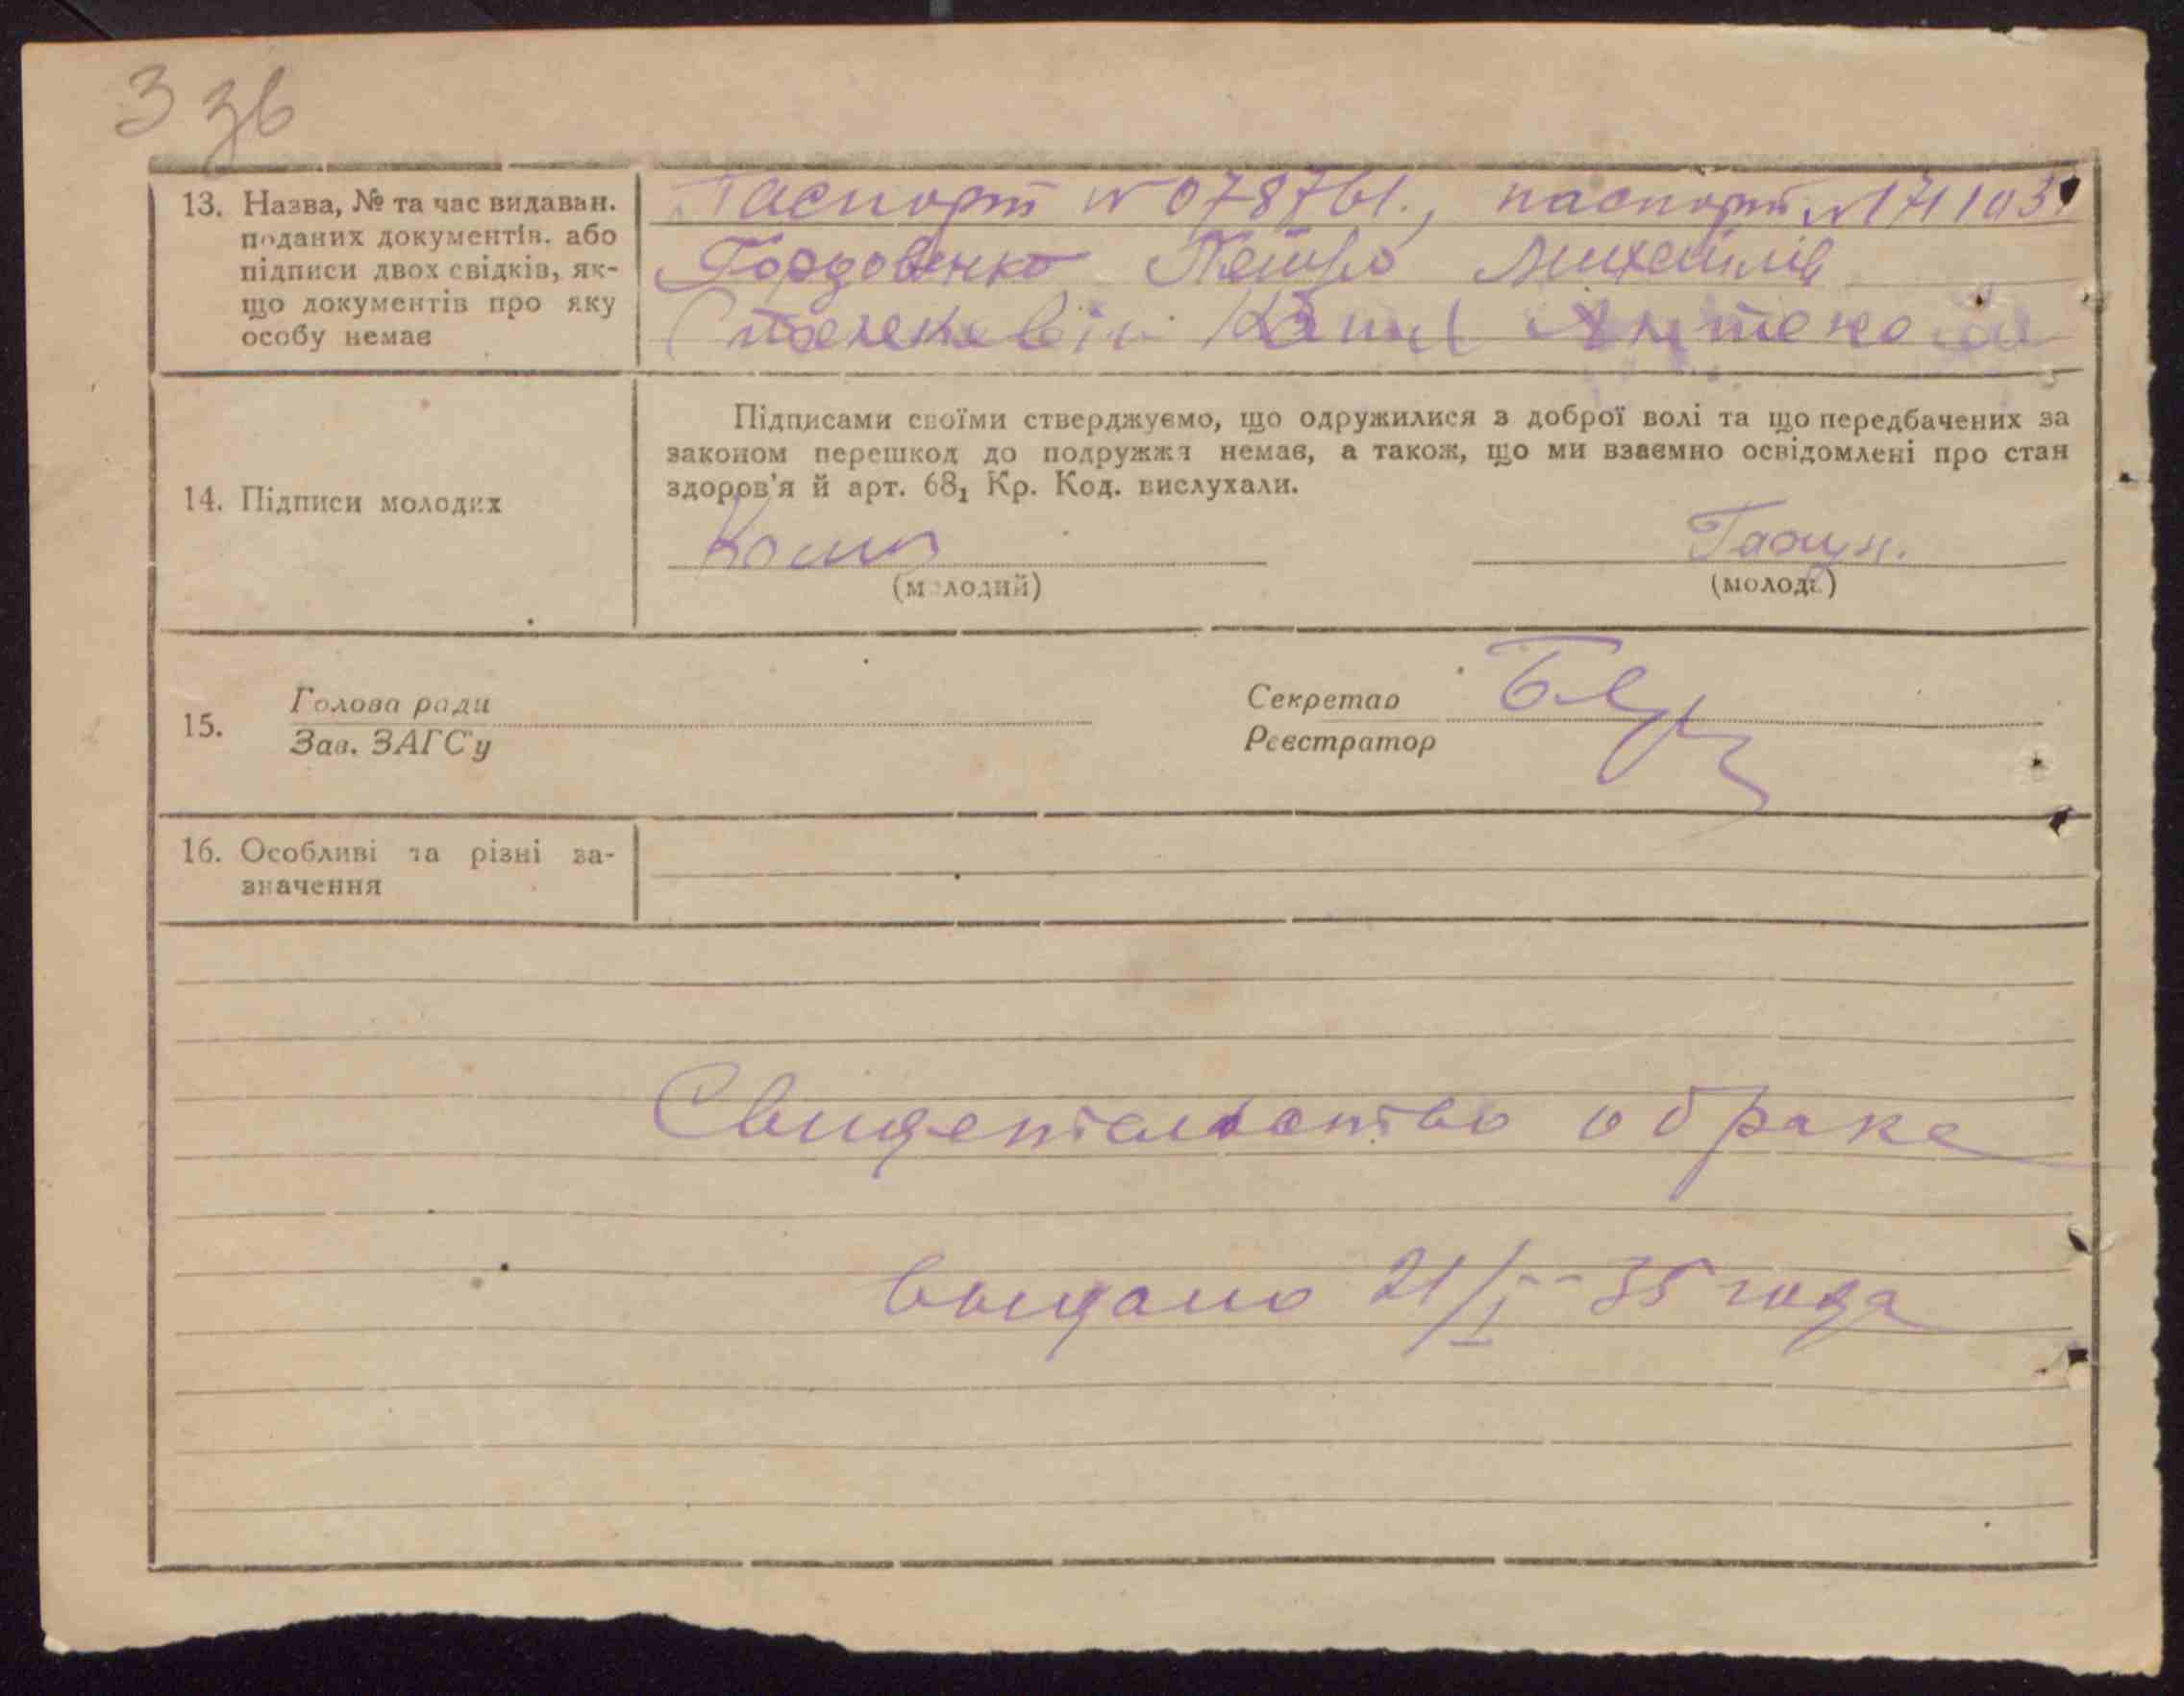 3 зв
13. Назва, № та час видаван.
поданих документів, або
підписи двох свідків, як-
що документів про яку
особу немає
Паспорт № 078761., паспорт №
Гордовенко Петро Михайлів
14. Підписи молодих
Підписами своїми стверджуємо, що одружилися з доброї волі та що передбачених за
законом перешкод до подружжя немає, а також, що ми взаємно освідомлені про стан
здоров'я й арт. 68₁ Кр. Код. вислухали.
(молодий)
(молода)
15.
Голова ради
Зав. ЗАГС'у
Секретар
Реєстратор
16. Особливі та різні за-
значення
Свидетельство о браке
выдано 21/I--35 года